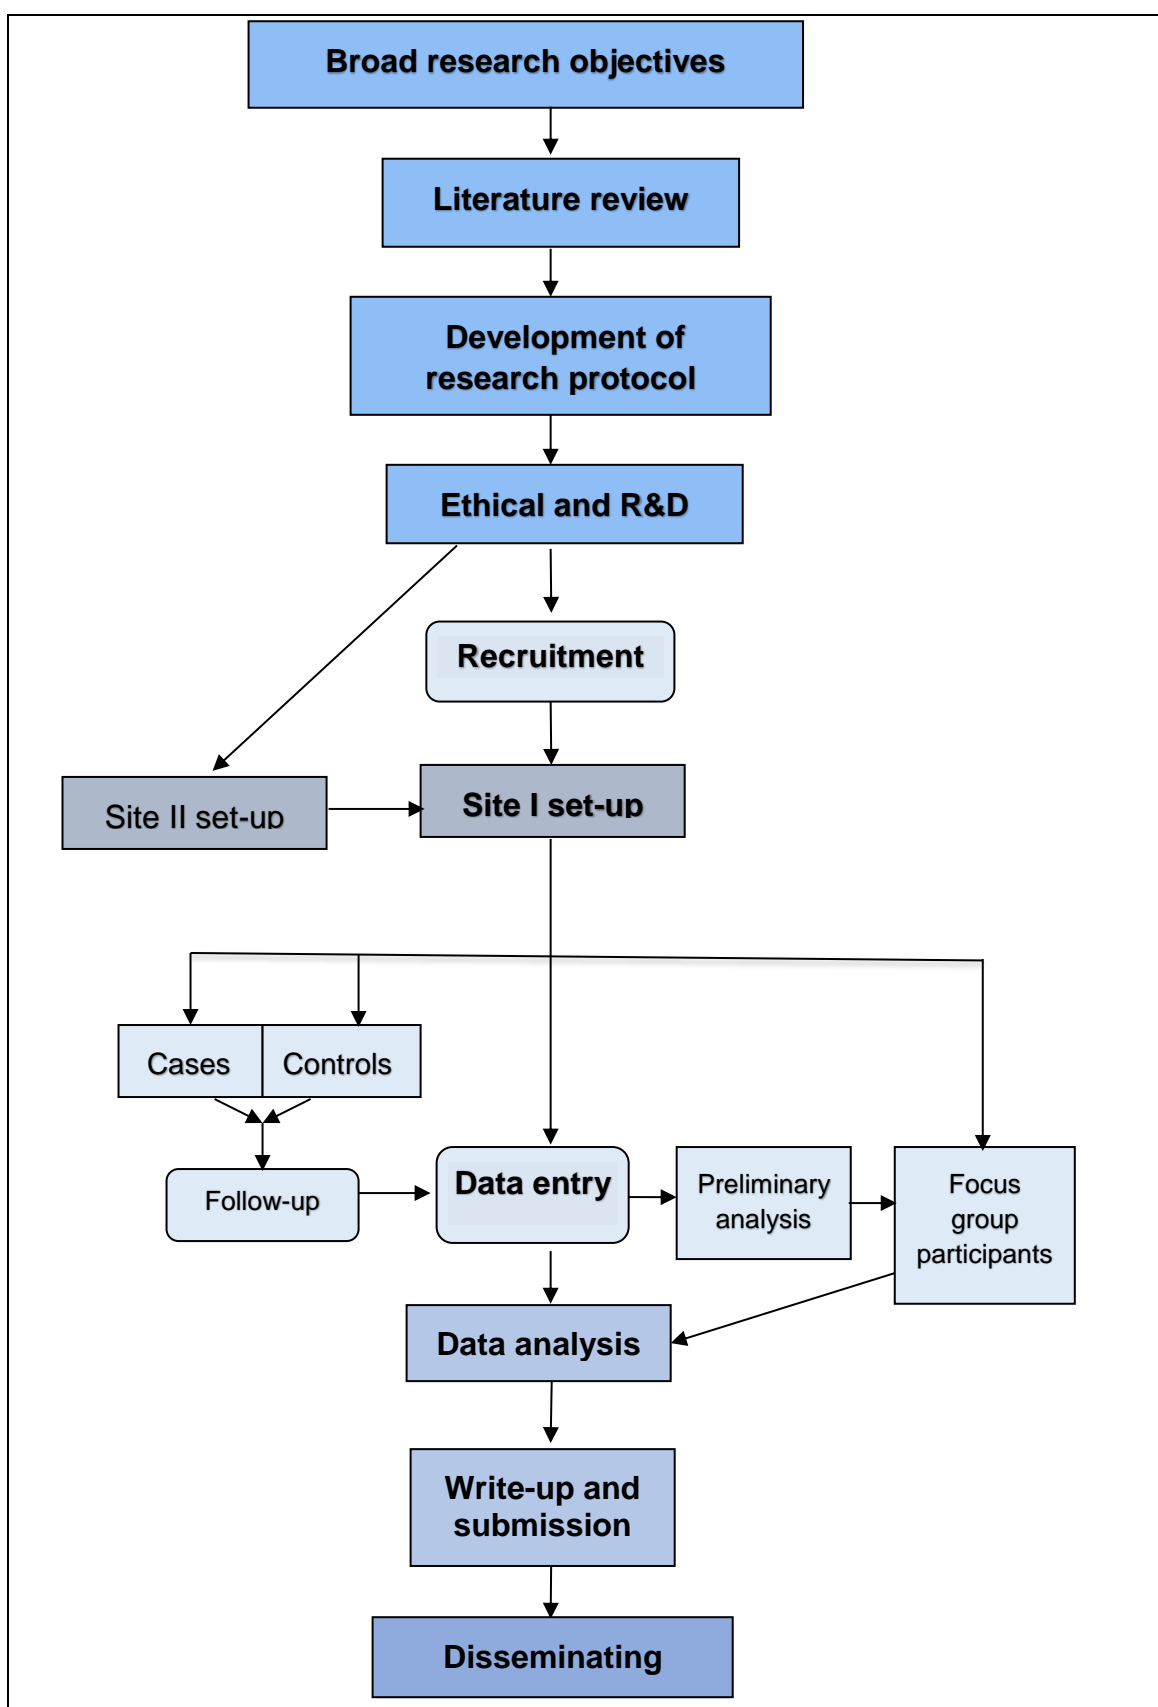 Broad research objectives
Literature review
Development of
research protocol
Ethical and R&D
Recruitment
Site II set-up
Site I set-up
Cases
Controls
Follow-up
Data entry
Preliminary
analysis
Focus
group
participants
Data analysis
Write-up and
submission
Disseminating